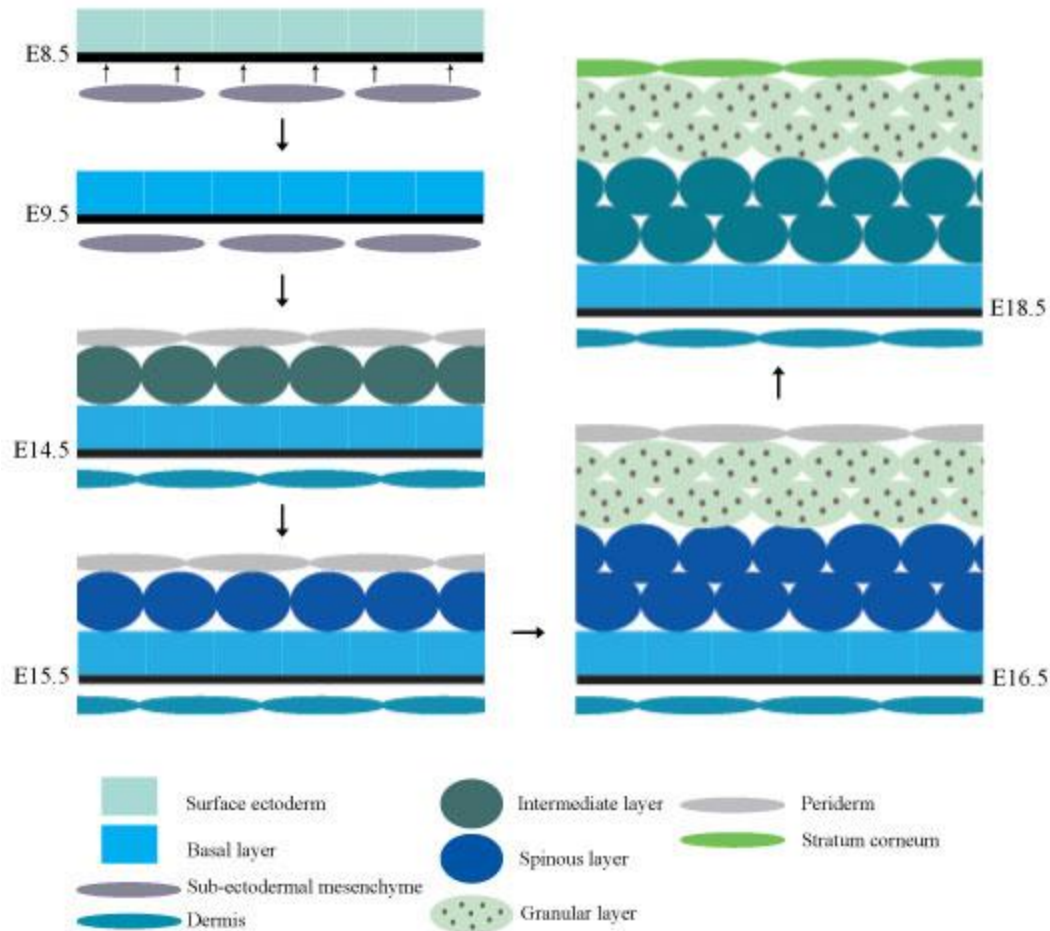 E8.5
E9.5
E14.5
E15.5
E18.5
E16.5
Surface ectoderm
Basal layer
Sub-ectodermal mesenchyme
Dermis
Intermediate layer
Spinous layer
Granular layer
Periderm
Stratum corneum